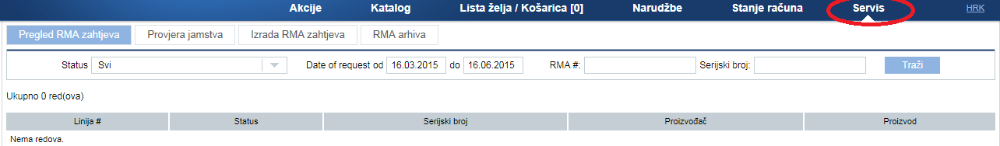 Akcije Katalog Lista želja / Košarica [0] Narudžbe Stanje računa Servis HRK
Pregled RMA zahtjeva Provjera jamstva Izrada RMA zahtjeva RMA arhiva
Status Svi Date of request od 16.03.2015 do 16.06.2015 RMA #: Serijski broj: Traži
Ukupno 0 red(ova)
Linija # Status Serijski broj Proizvođač Proizvod
Nema redova.